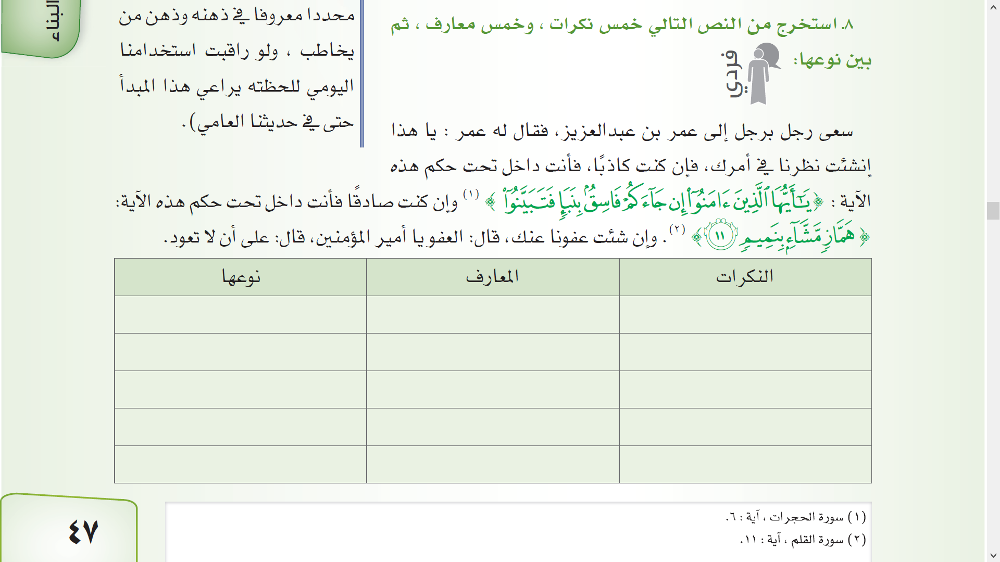 البناء
٨. استخرج من النص التالي خمس نكرات ، وخمس معارف ، ثم
بين نوعها:
فردي
محددا معروفا في ذهنه وذهن من
يخاطب ، ولو راقبت استخدامنا
اليومي للحظته يراعي هذا المبدأ
حتى في حديثنا العامي).
سعى رجل برجل إلى عمر بن عبدالعزيز، فقال له عمر : يا هذا
إنشئت نظرنا في أمرك، فإن كنت كاذبًا، فأنت داخل تحت حكم هذه
الآية : ﴿يَٰٓأَيُّهَا ٱلَّذِينَ ءَامَنُوٓا۟ إِن جَآءَكُمْ فَاسِقٌۢ بِنَبَإٍ فَتَبَيَّنُوٓا۟ ﴾ (١) وإن كنت صادقًا فأنت داخل تحت حكم هذه الآية:
﴿ هَمَّازٍ مَّشَّآءٍۭ بِنَمِيمٍ ١١ ﴾ (٢) . وإن شئت عفونا عنك، قال: العفو يا أمير المؤمنين، قال: على أن لا تعود.
النكرات المعارف نوعها
(١) سورة الحجرات ، آية : ٦.
(٢) سورة القلم ، آية : ١١.
٤٧